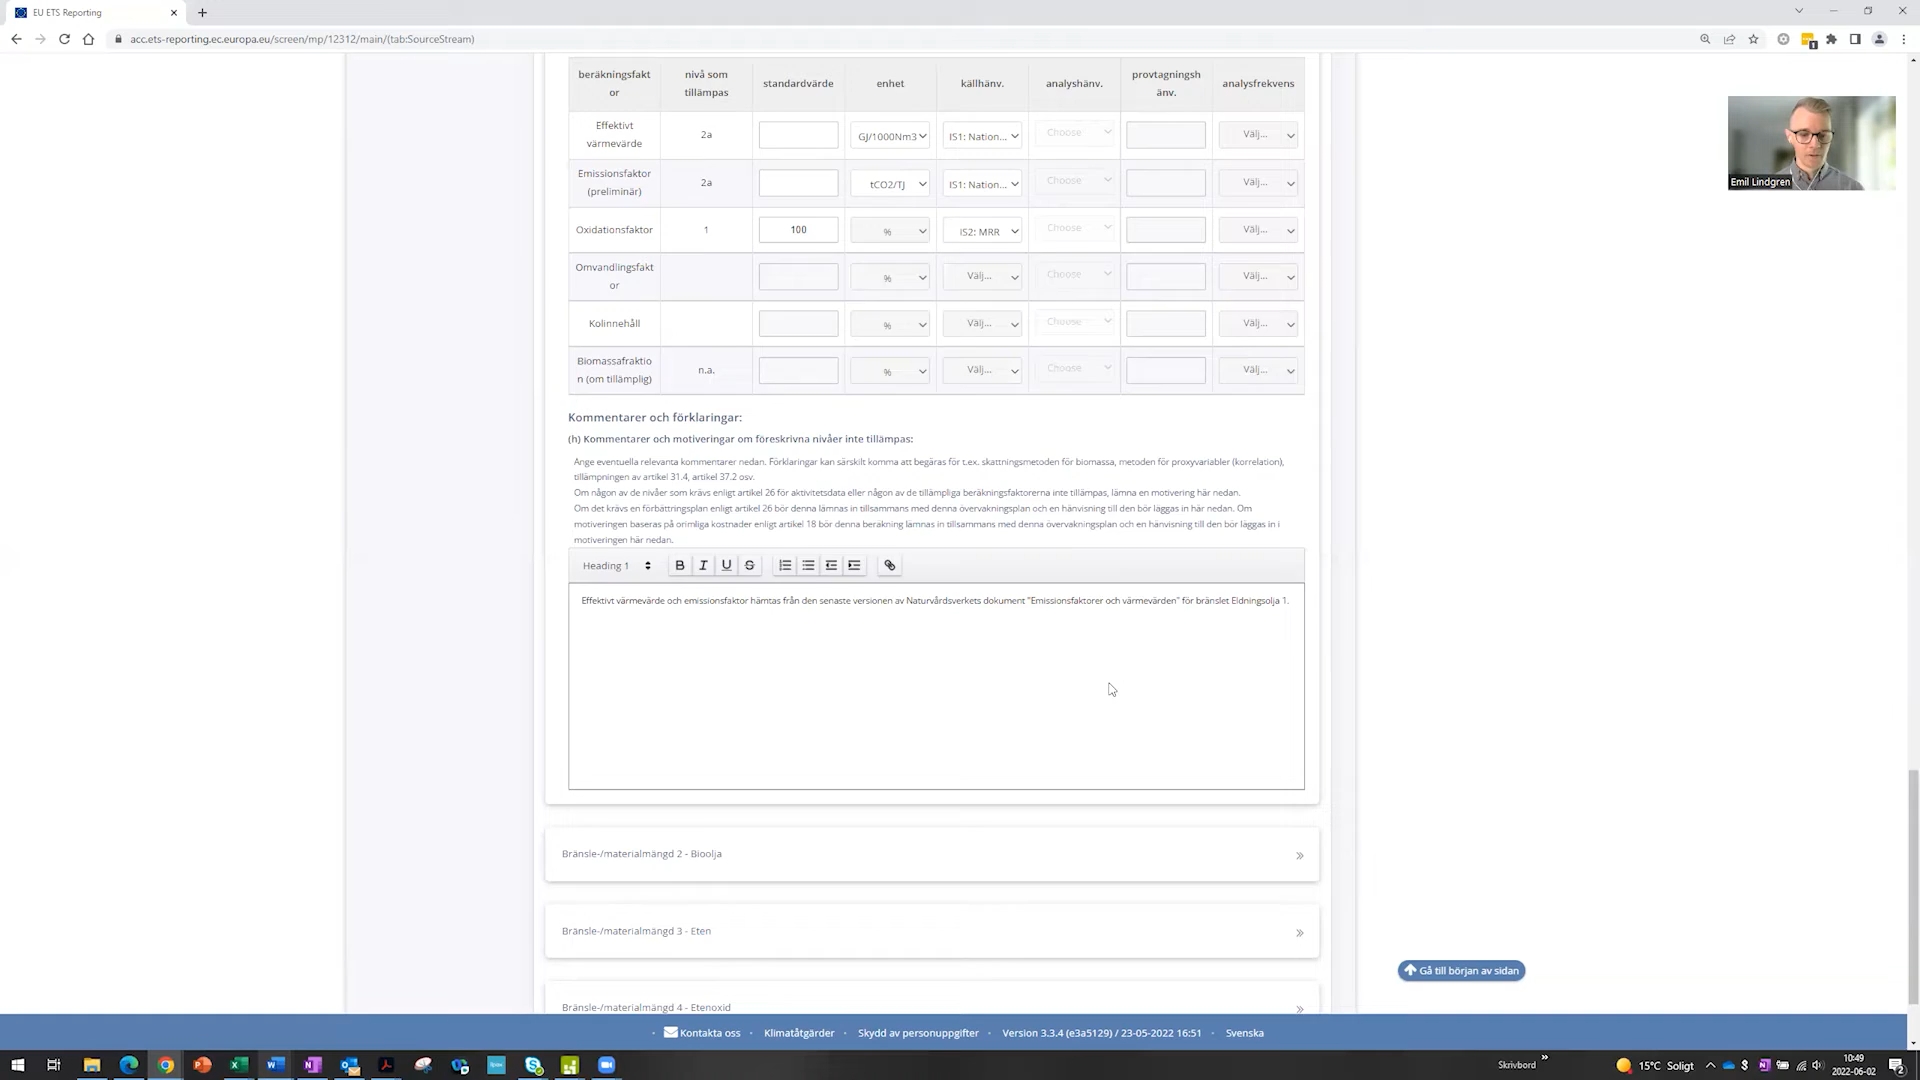 EU ETS Reporting
acc.ets-reporting.ec.europa.eu/screen/mp/12312/main/(tab:SourceStream)
beräkningsfakt
or
nivå som
tillämpas
standardvärde
enhet
källhänv.
analyshänv.
provtagningsh
änv.
analysfrekvens
Effektivt
värmevärde
2a
GJ/1000Nm3
IS1: Nation...
Choose
Välj...
Emissionsfaktor
(preliminär)
2a
tCO2/TJ
IS1: Nation...
Choose
Välj...
Oxidationsfaktor
1
100
%
IS2: MRR
Choose
Välj...
Omvandlingsfakt
or
%
Välj...
Choose
Välj...
Kolinnehåll
%
Välj...
Choose
Välj...
Biomassafraktio
n (om tillämplig)
n.a.
%
Välj...
Choose
Välj...
Emil Lindgren
Kommentarer och förklaringar:
(h) Kommentarer och motiveringar om föreskrivna nivåer inte tillämpas:
Ange eventuella relevanta kommentarer nedan. Förklaringar kan särskilt komma att begäras för t.ex. skattningsmetoden för biomassa, metoden för proxyvariabler (korrelation),
tillämpningen av artikel 31.4, artikel 37.2 osv.
Om någon av de nivåer som krävs enligt artikel 26 för aktivitetsdata eller någon av de tillämpliga beräkningsfaktorerna inte tillämpas, lämna en motivering här nedan.
Om det krävs en förbättringsplan enligt artikel 26 bör denna lämnas in tillsammans med denna övervakningsplan och en hänvisning till den bör läggas in här nedan. Om
motiveringen baseras på orimliga kostnader enligt artikel 18 bör denna beräkning lämnas in tillsammans med denna övervakningsplan och en hänvisning till den bör läggas in i
motiveringen här nedan.
Heading 1
B I U S
Effektivt värmevärde och emissionsfaktor hämtas från den senaste versionen av Naturvårdsverkets dokument "Emissionsfaktorer och värmevärden" för bränslet Eldningsolja 1.
Bränsle-/materialmängd 2 - Bioolja
Bränsle-/materialmängd 3 - Eten
Gå till början av sidan
Bränsle-/materialmängd 4 - Etenoxid
Kontakta oss
Klimatåtgärder
Skydd av personuppgifter
Version 3.3.4 (e3a5129) / 23-05-2022 16:51
Svenska
Skrivbord
15°C Soligt
10:49
2022-06-02